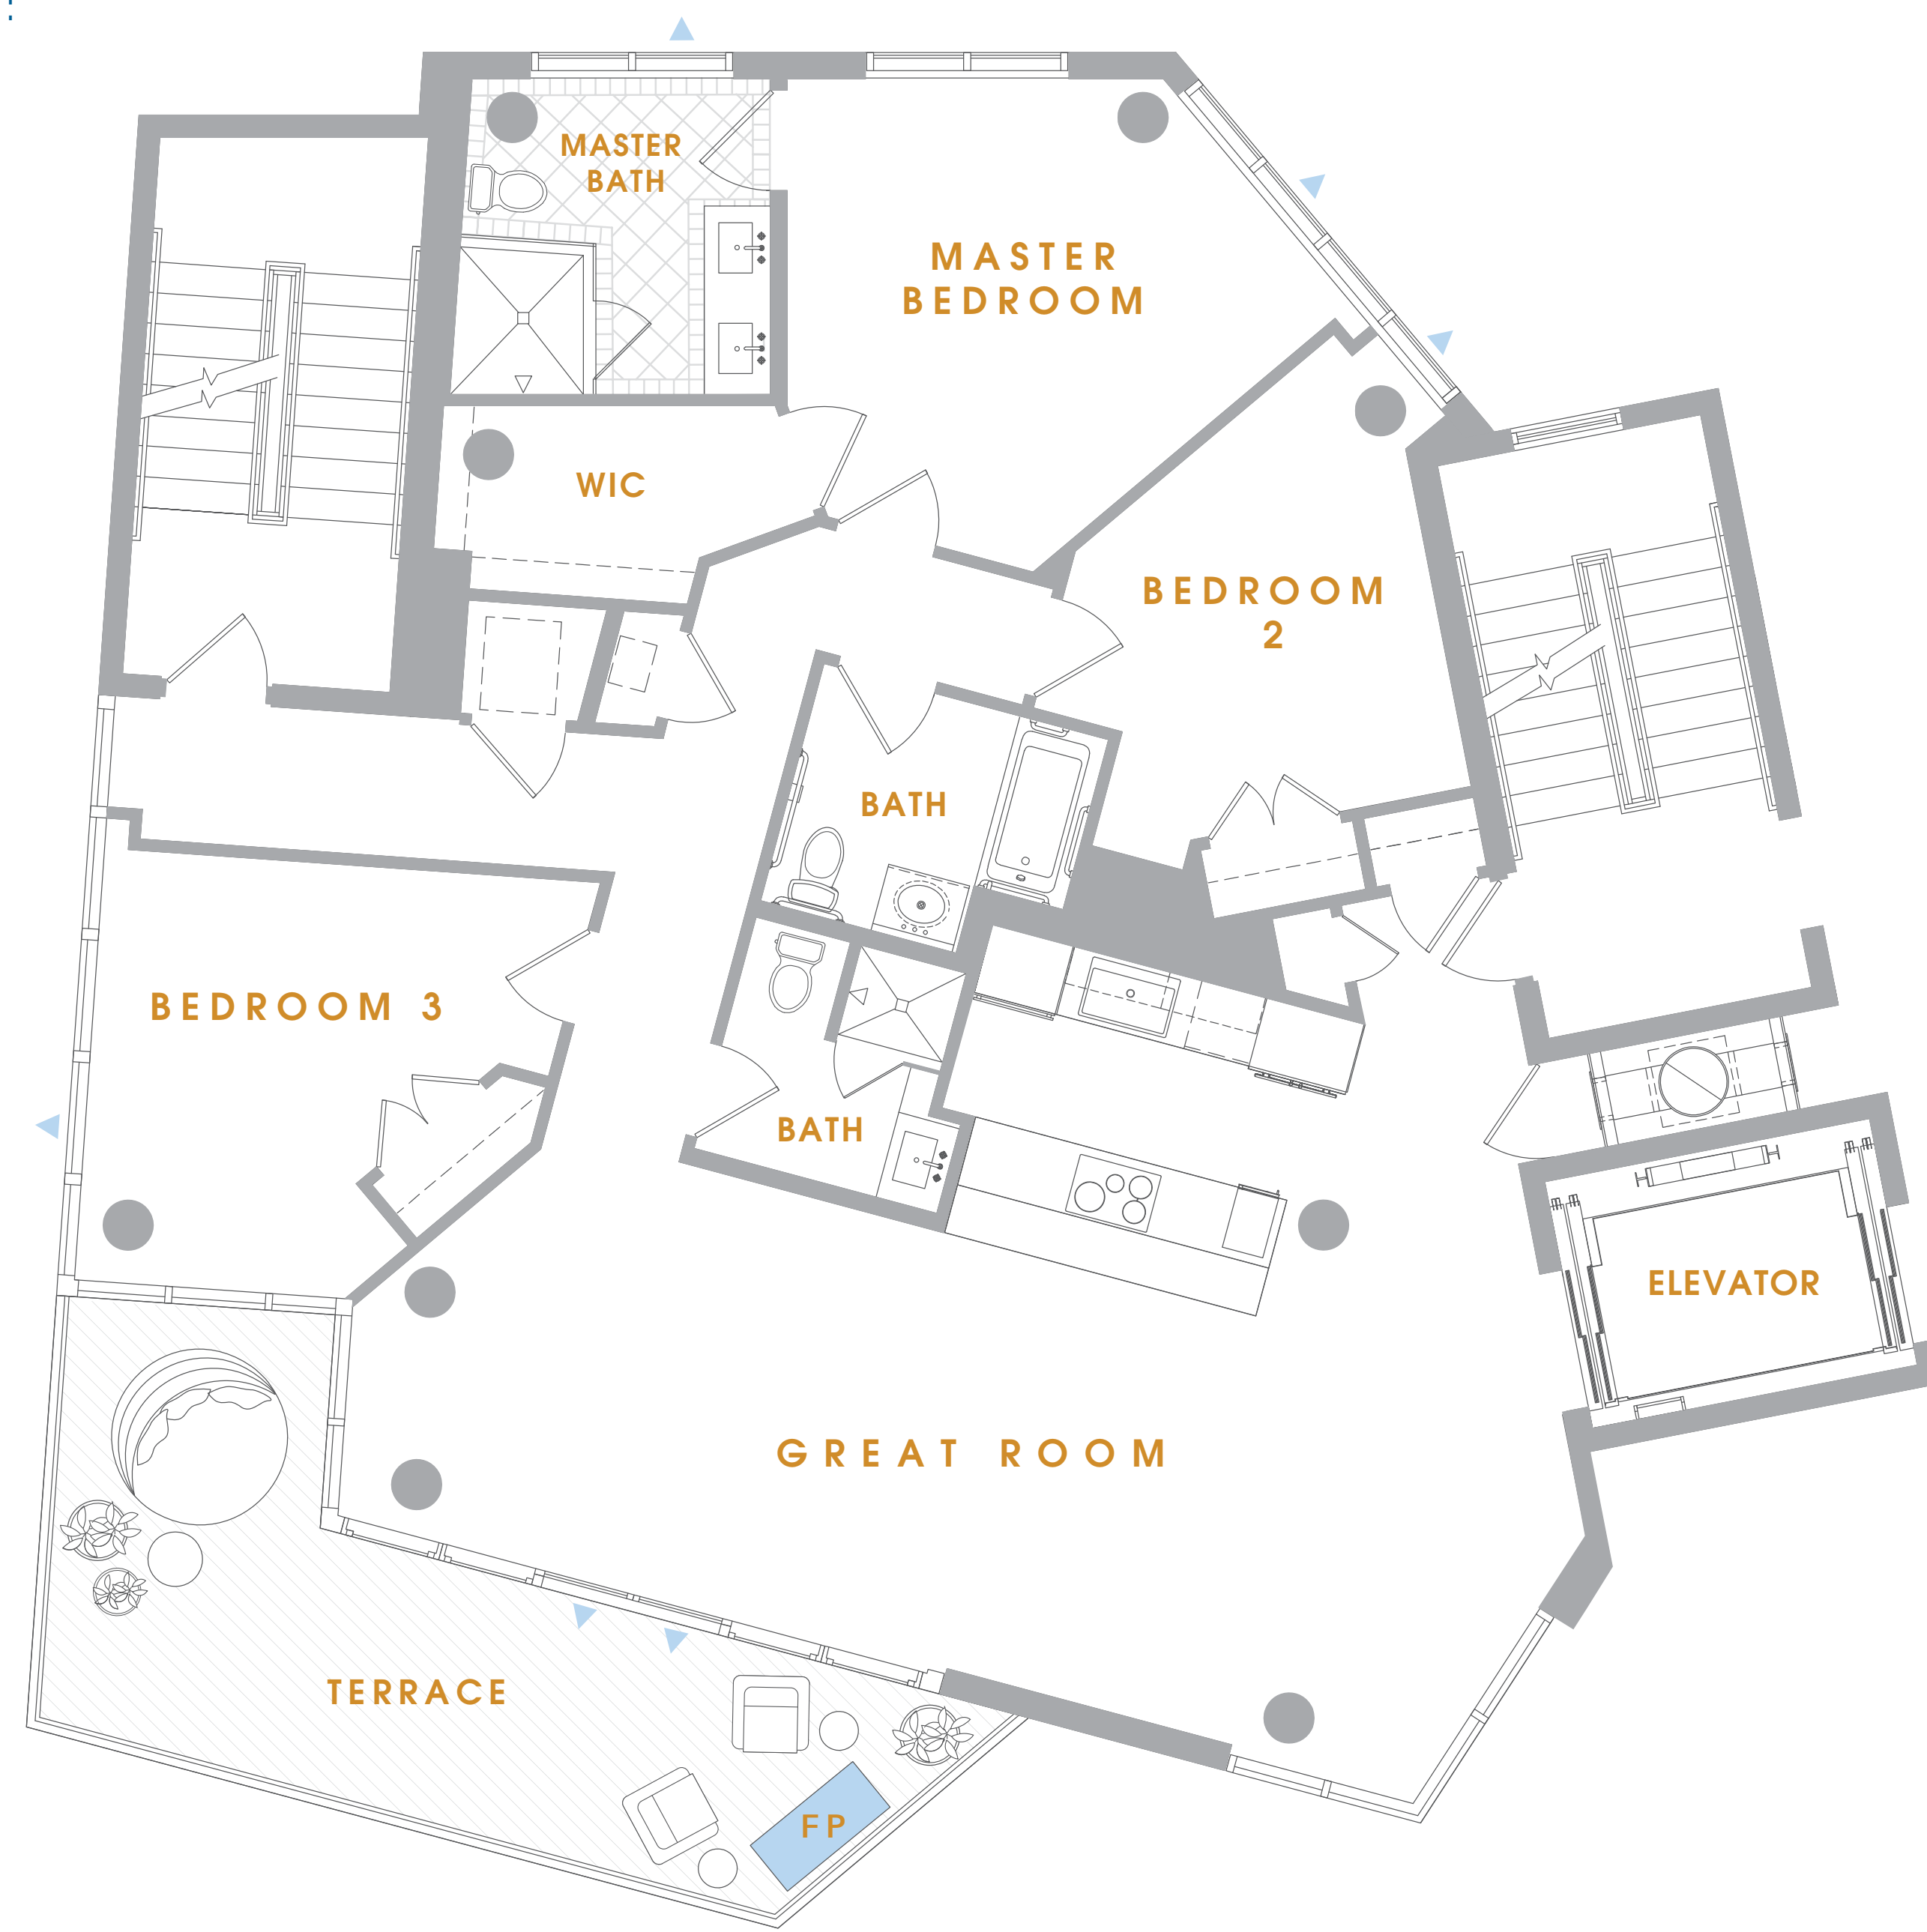 MASTER
BATH
MASTER
BEDROOM
WIC
BEDROOM
2
BATH
BEDROOM 3
BATH
ELEVATOR
GREAT ROOM
TERRACE
FP